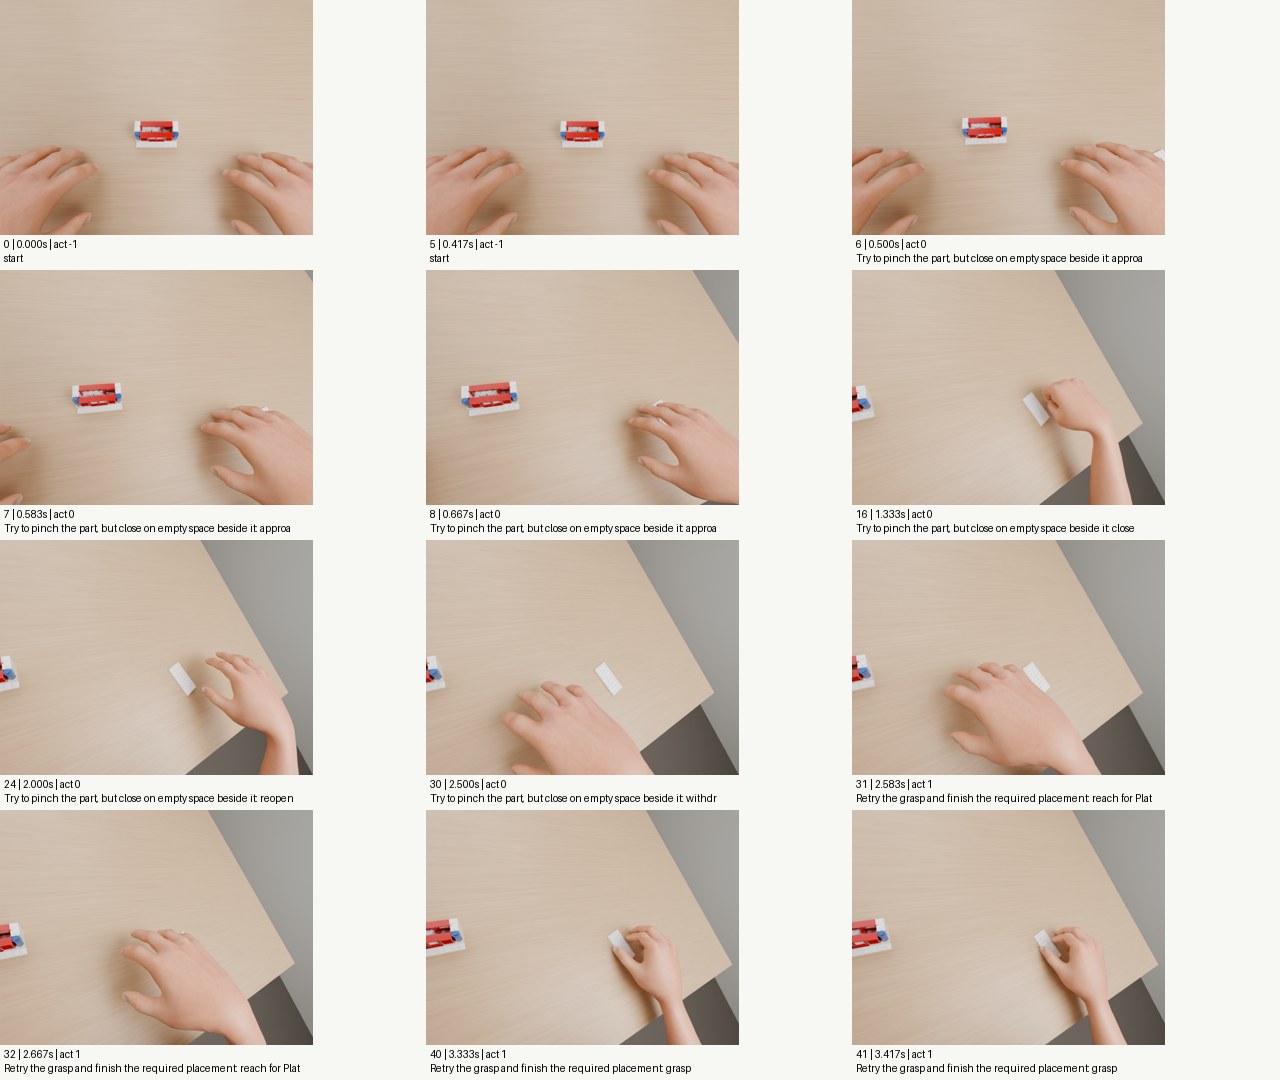 0 | 0.000s | act -1
start
5 | 0.417s | act -1
start
6 | 0.500s | act 0
Try to pinch the part, but close on empty space beside it: approa
7 | 0.583s | act 0
Try to pinch the part, but close on empty space beside it: approa
8 | 0.667s | act 0
Try to pinch the part, but close on empty space beside it: approa
16 | 1.333s | act 0
Try to pinch the part, but close on empty space beside it: close
24 | 2.000s | act 0
Try to pinch the part, but close on empty space beside it: reopen
30 | 2.500s | act 0
Try to pinch the part, but close on empty space beside it: withdr
31 | 2.583s | act 1
Retry the grasp and finish the required placement: reach for Plat
32 | 2.667s | act 1
Retry the grasp and finish the required placement: reach for Plat
40 | 3.333s | act 1
Retry the grasp and finish the required placement: grasp
41 | 3.417s | act 1
Retry the grasp and finish the required placement: grasp